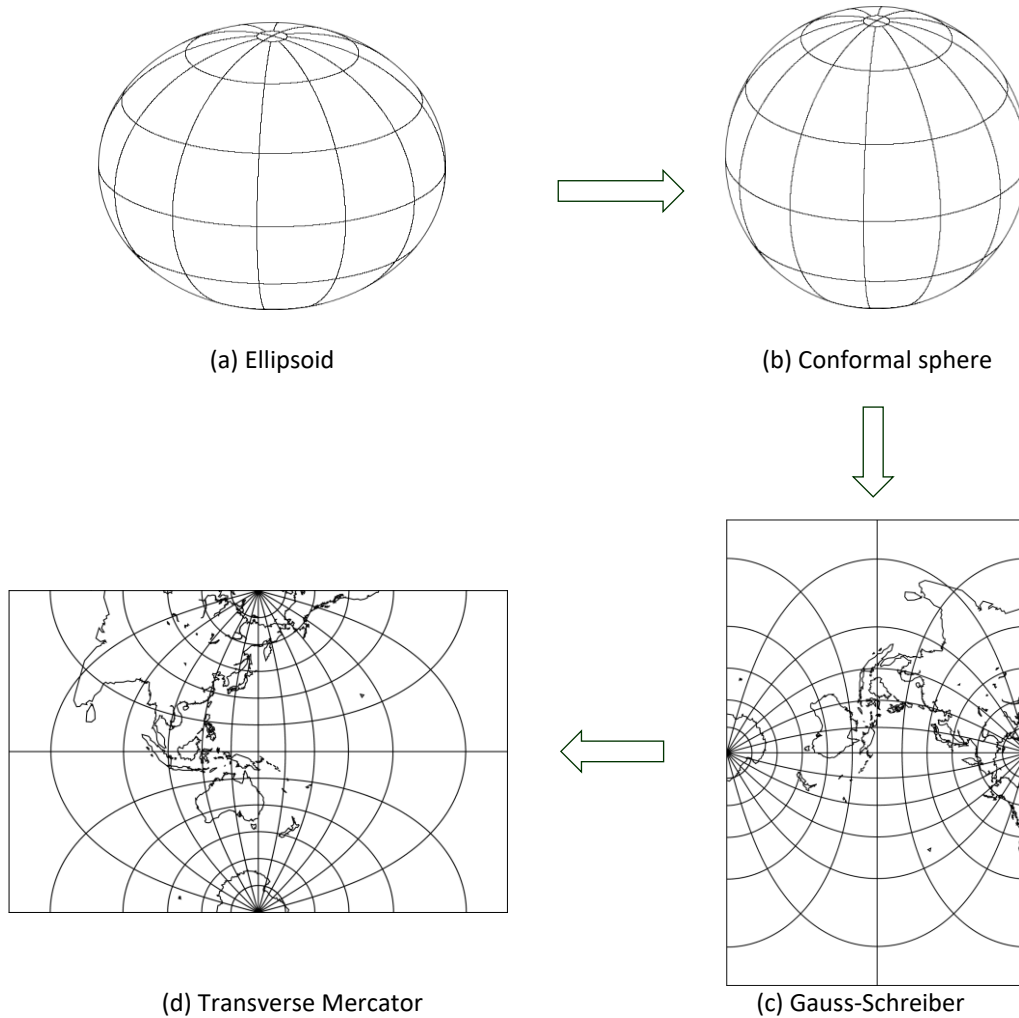 (a) Ellipsoid
(b) Conformal sphere
(d) Transverse Mercator
(c) Gauss-Schreiber